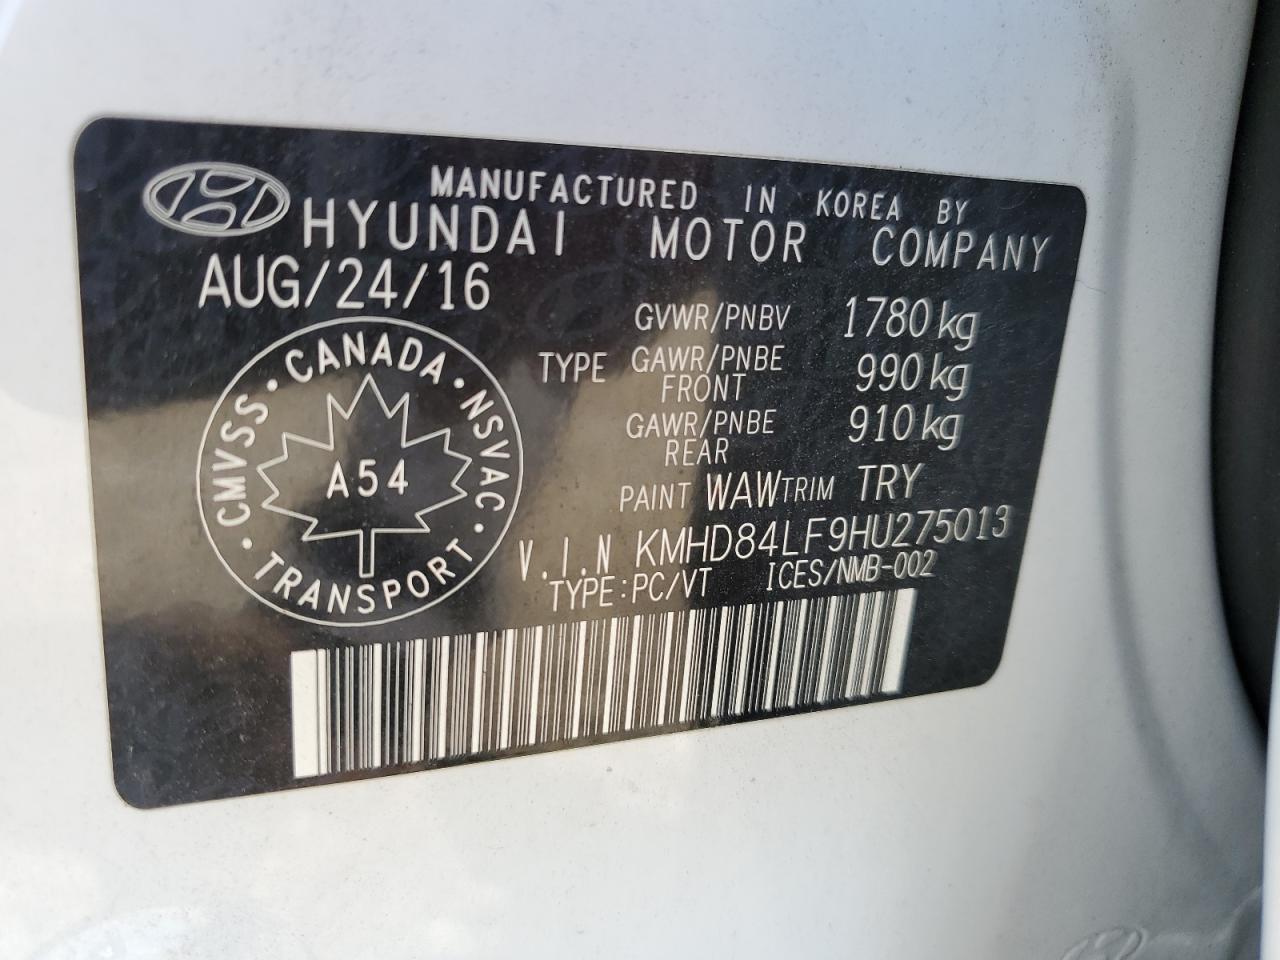 MANUFACTURED IN KOREA BY
HYUNDAI MOTOR COMPANY
AUG/24/16
GVWR/PNBV 1780 kg
TYPE GAWR/PNBE FRONT 990 kg
GAWR/PNBE REAR 910 kg
PAINT WAW TRIM TRY
V.I.N KMHD84LF9HU275013
TYPE:PC/VT ICES/NMB-002
CANADA · NSVAC · TRANSPORT · CMVSS ·
A54